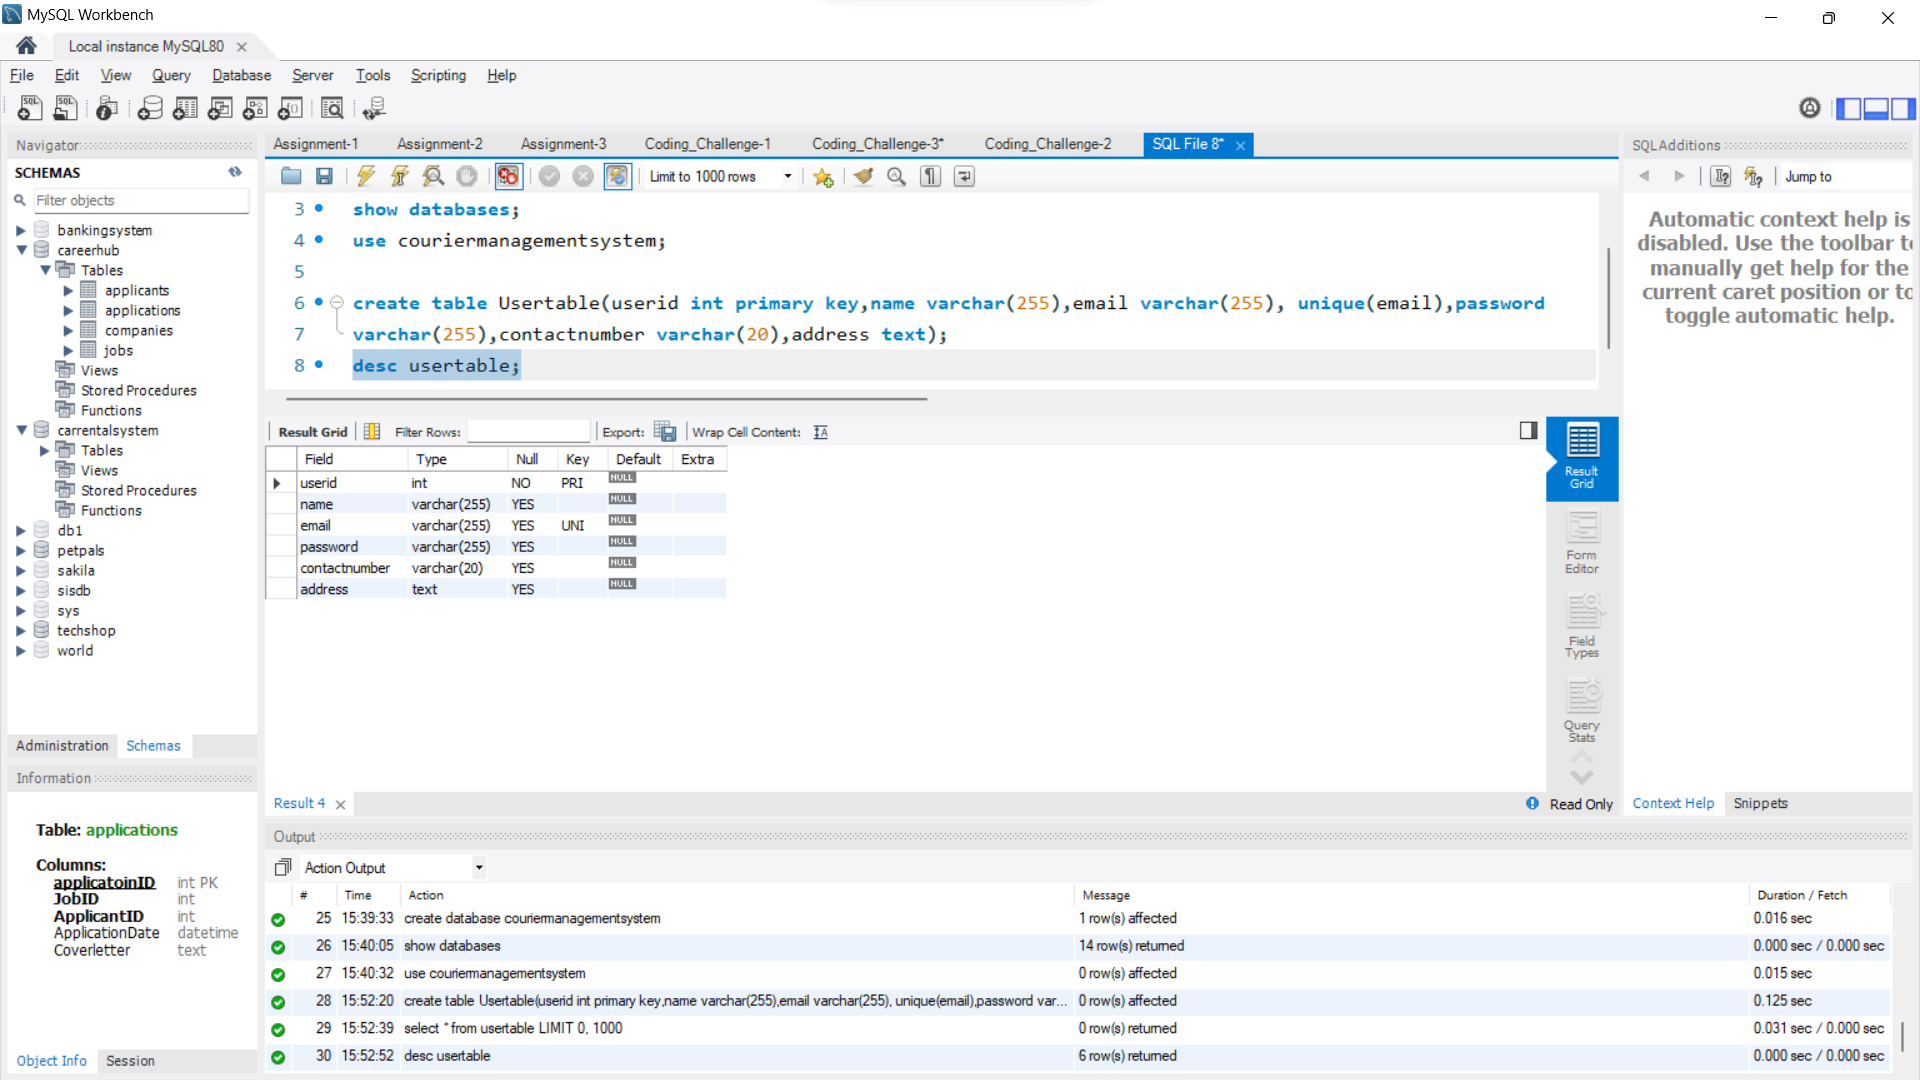 MySQL Workbench
Local instance MySQL80
File Edit View Query Database Server Tools Scripting Help
Navigator
SCHEMAS
Filter objects
bankingsystem
careerhub
Tables
applicants
applications
companies
jobs
Views
Stored Procedures
Functions
carrentalsystem
Tables
Views
Stored Procedures
Functions
db1
petpals
sakila
sisdb
sys
techshop
world
Administration Schemas
Information
Table: applications
Columns:
applicatoinID int PK
JobID int
ApplicantID int
ApplicationDate datetime
Coverletter text
Object Info Session
Assignment-1 Assignment-2 Assignment-3 Coding_Challenge-1 Coding_Challenge-3* Coding_Challenge-2 SQL File 8*
Limit to 1000 rows
3 show databases;
4 use couriermanagementsystem;
5
6 create table Usertable(userid int primary key,name varchar(255),email varchar(255), unique(email),password
7 varchar(255),contactnumber varchar(20),address text);
8 desc usertable;
Result Grid Filter Rows: Export: Wrap Cell Content:
Field Type Null Key Default Extra
userid int NO PRI NULL
name varchar(255) YES NULL
email varchar(255) YES UNI NULL
password varchar(255) YES NULL
contactnumber varchar(20) YES NULL
address text YES NULL
Result Grid
Form Editor
Field Types
Query Stats
Result 4 Read Only
SQLAdditions
Jump to
Automatic context help is
disabled. Use the toolbar to
manually get help for the
current caret position or to
toggle automatic help.
Context Help Snippets
Output
Action Output
# Time Action Message Duration / Fetch
25 15:39:33 create database couriermanagementsystem 1 row(s) affected 0.016 sec
26 15:40:05 show databases 14 row(s) returned 0.000 sec / 0.000 sec
27 15:40:32 use couriermanagementsystem 0 row(s) affected 0.015 sec
28 15:52:20 create table Usertable(userid int primary key,name varchar(255),email varchar(255), unique(email),password var... 0 row(s) affected 0.125 sec
29 15:52:39 select * from usertable LIMIT 0, 1000 0 row(s) returned 0.031 sec / 0.000 sec
30 15:52:52 desc usertable 6 row(s) returned 0.000 sec / 0.000 sec